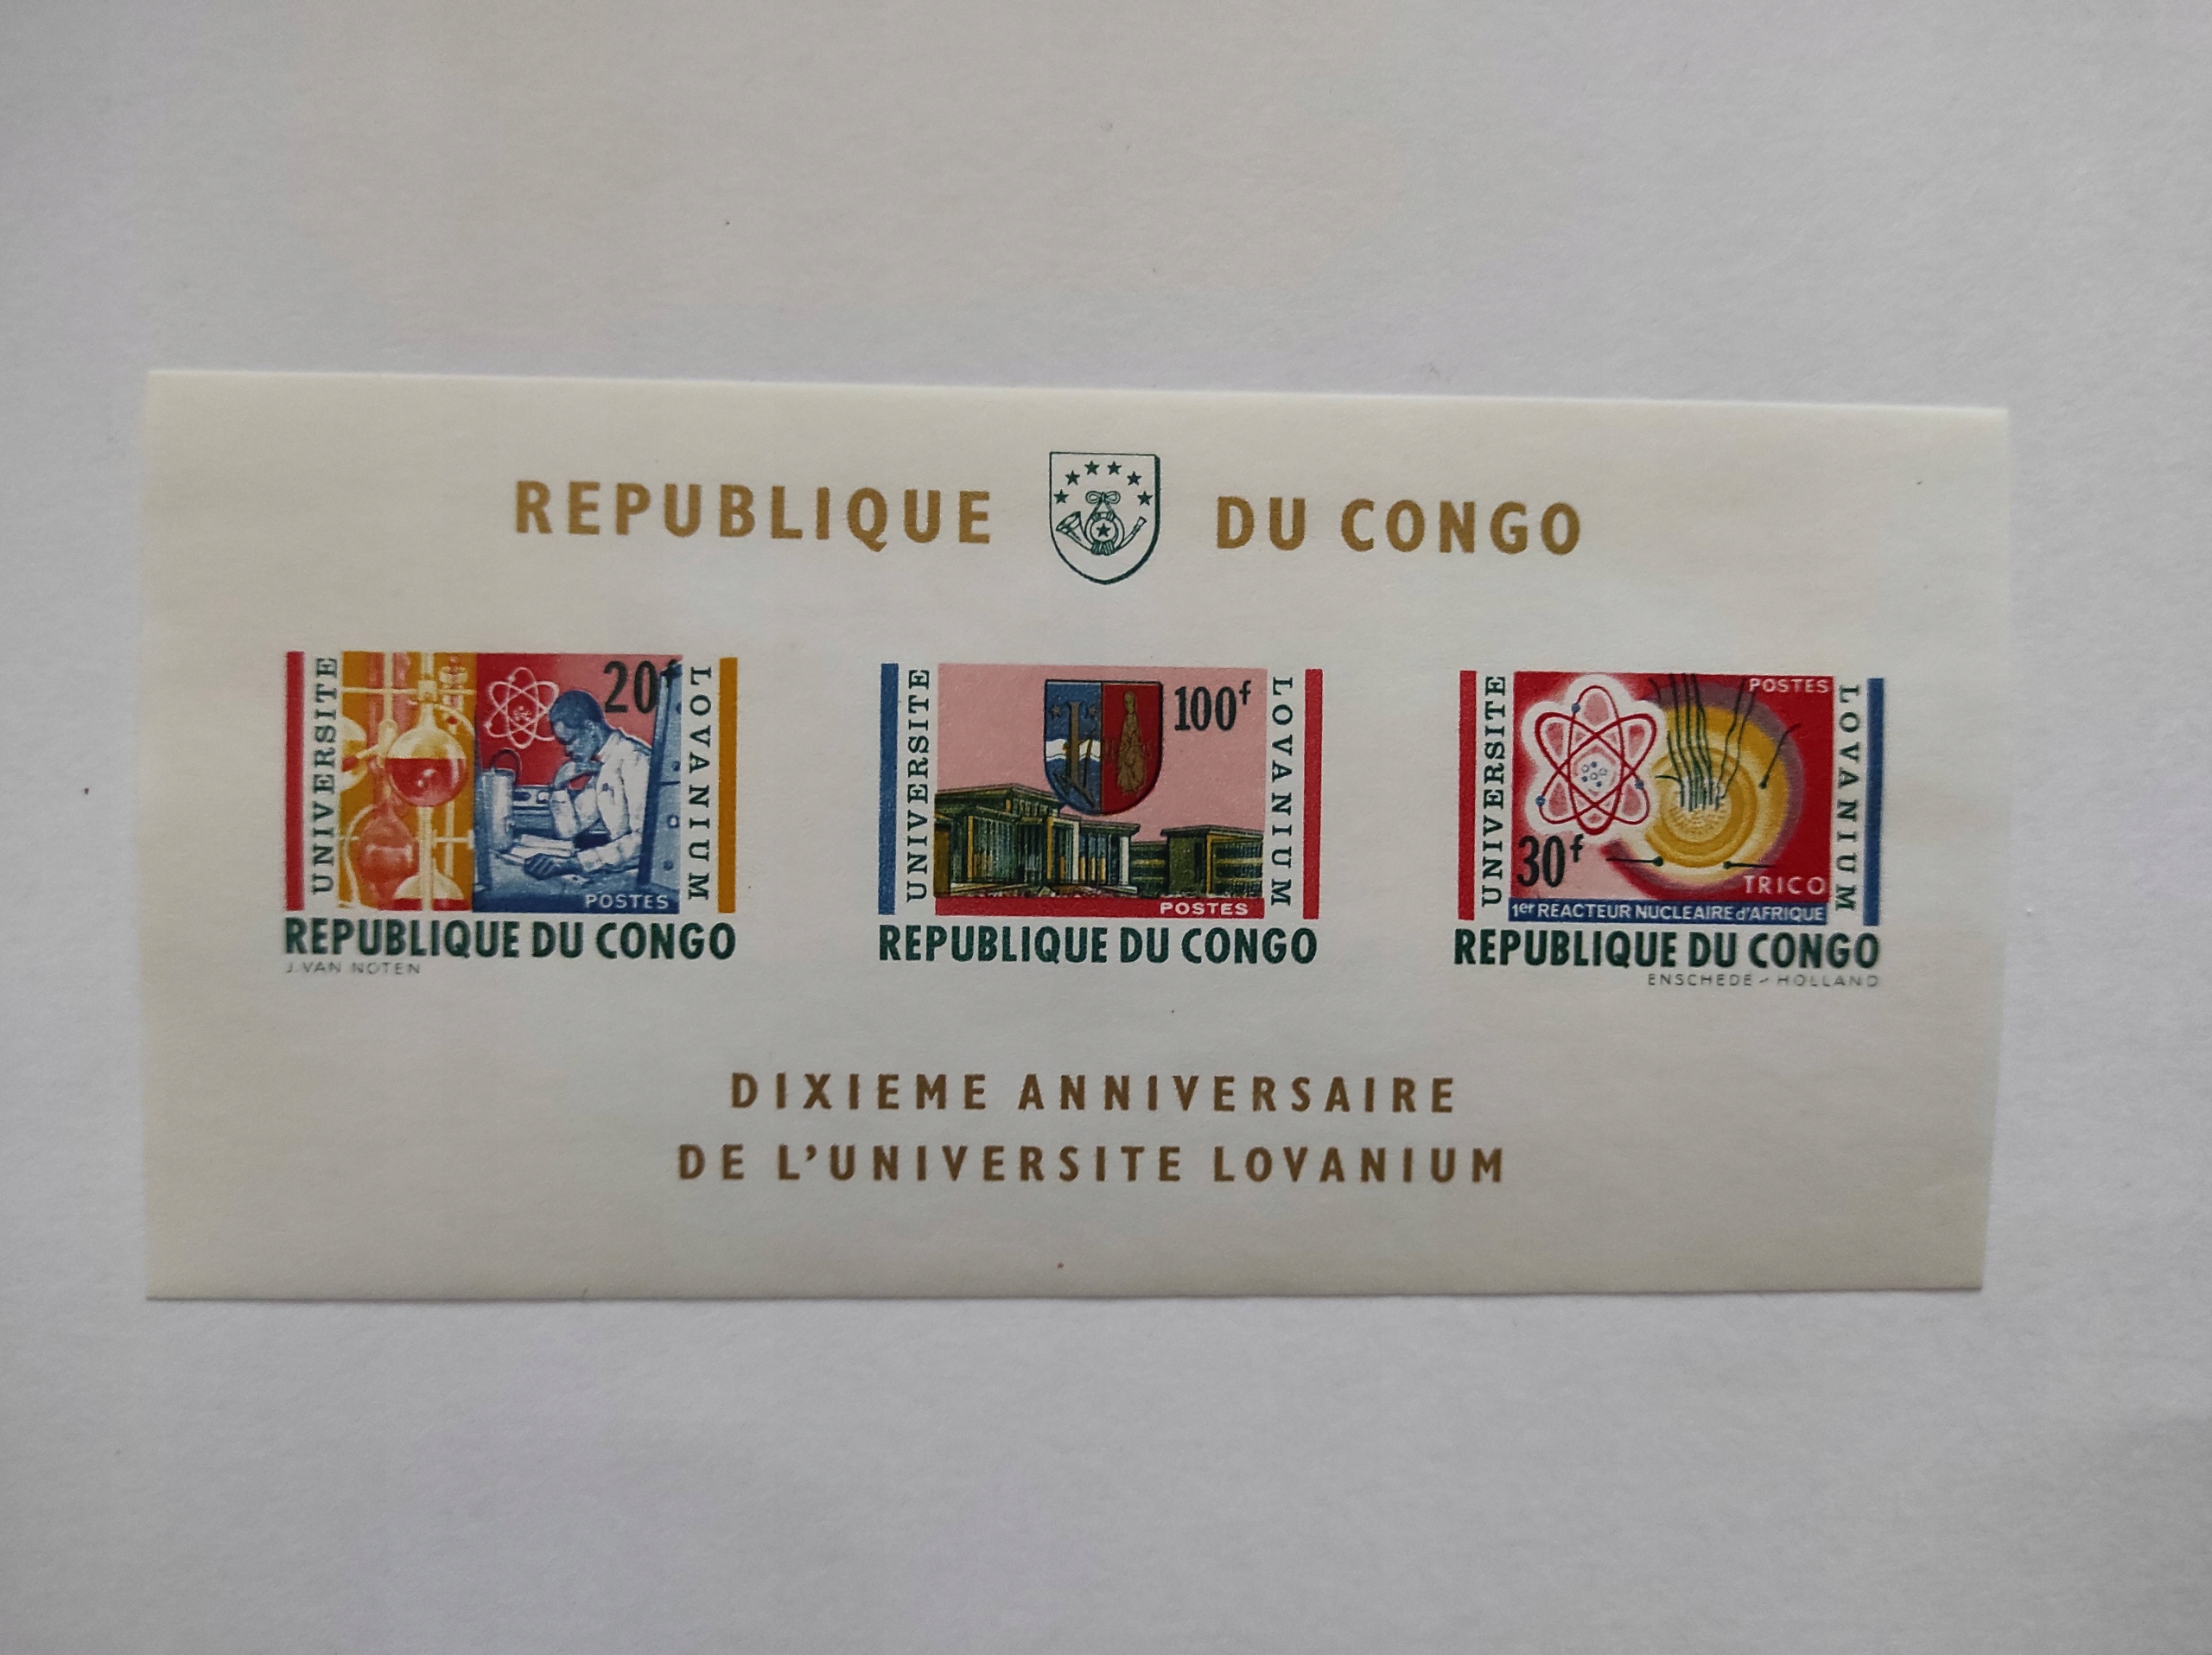 REPUBLIQUE DU CONGO
UNIVERSITE
20f
LOVANIUM
POSTES
REPUBLIQUE DU CONGO
J. VAN NOTEN
UNIVERSITE
100f
LOVANIUM
POSTES
REPUBLIQUE DU CONGO
UNIVERSITE
POSTES
LOVANIUM
30f
TRICO
1er REACTEUR NUCLEAIRE d'AFRIQUE
REPUBLIQUE DU CONGO
ENSCHEDE - HOLLAND
DIXIEME ANNIVERSAIRE
DE L'UNIVERSITE LOVANIUM